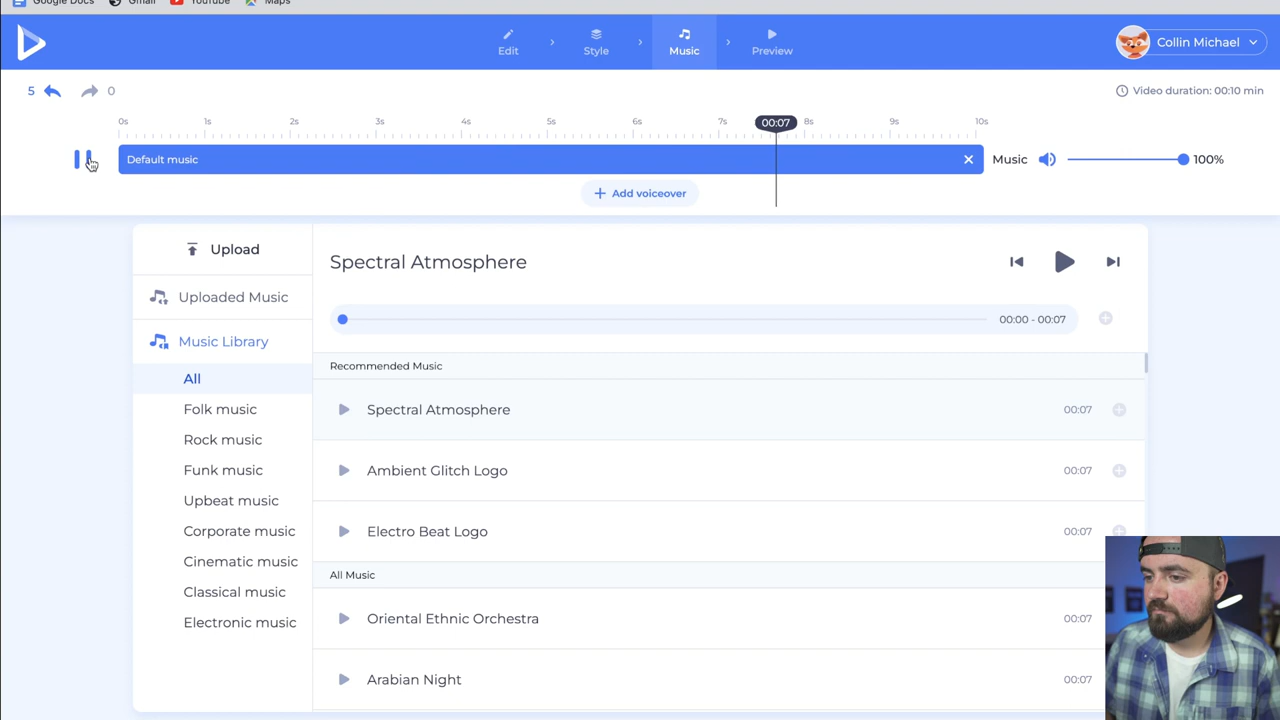 Google Docs Gmail YouTube Maps
Edit Style Music Preview
Collin Michael
5 0 Video duration: 00:10 min
0s 1s 2s 3s 4s 5s 6s 7s 00:07 8s 9s 10s
Default music Music 100%
Add voiceover
Upload
Uploaded Music
Music Library
All
Folk music
Rock music
Funk music
Upbeat music
Corporate music
Cinematic music
Classical music
Electronic music
Spectral Atmosphere
00:00 - 00:07
Recommended Music
Spectral Atmosphere 00:07
Ambient Glitch Logo 00:07
Electro Beat Logo 00:07
All Music
Oriental Ethnic Orchestra 00:07
Arabian Night 00:07